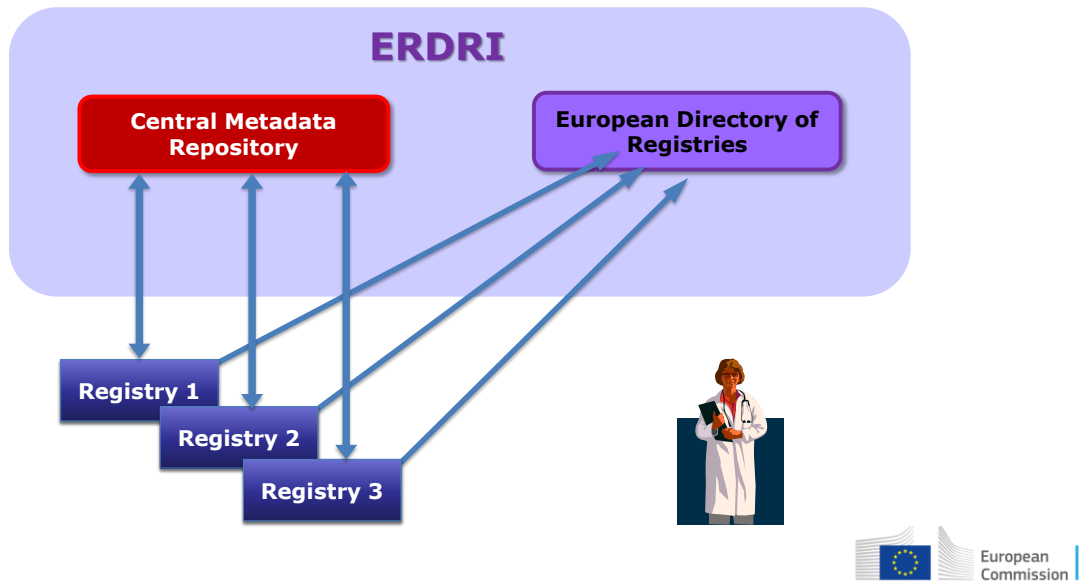 ERDRI
Central Metadata
Repository
European Directory of
Registries
Registry 1
Registry 2
Registry 3
European
Commission